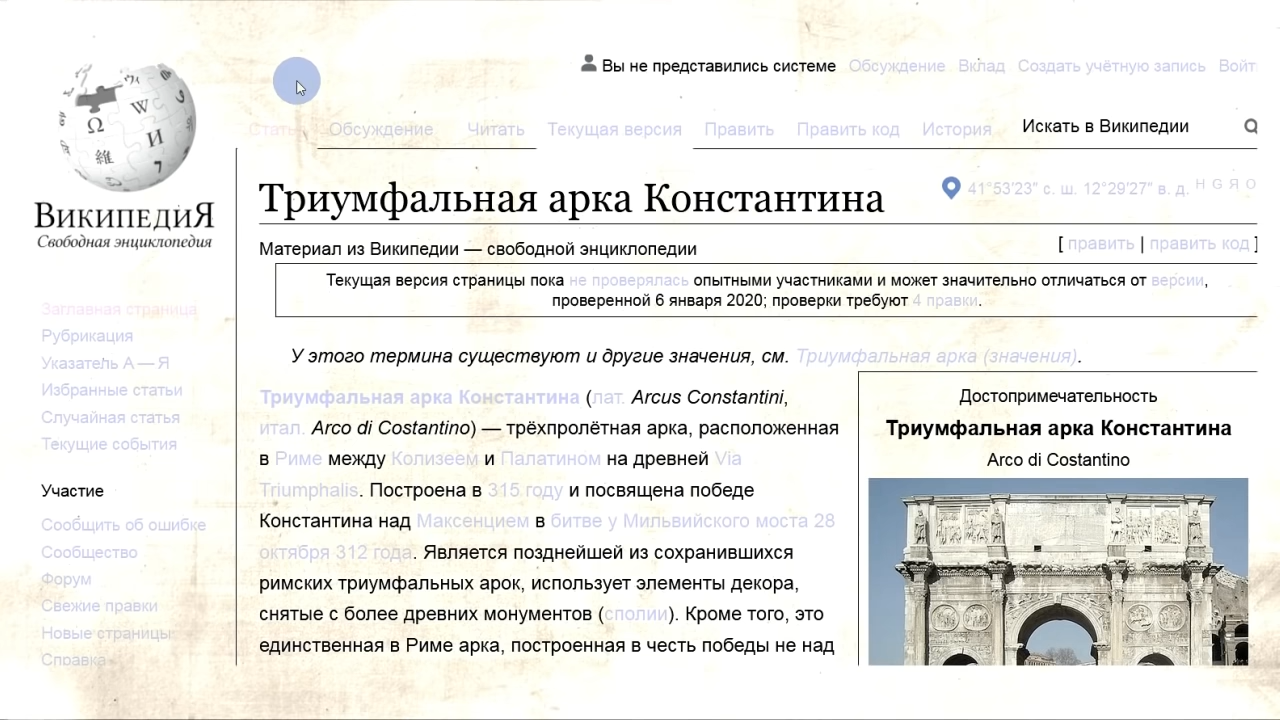 Вы не представились системе Обсуждение Вклад Создать учётную запись
Статья Обсуждение Читать Текущая версия Править Править код История Искать в Википедии
ВикипедиЯ
Свободная энциклопедия
Заглавная страница
Рубрикация
Указатель А — Я
Избранные статьи
Случайная статья
Текущие события
Участие
Сообщить об ошибке
Сообщество
Форум
Свежие правки
Новые страницы
Справка
Триумфальная арка Константина
41°53′23″ с. ш. 12°29′27″ в. д. H G Я O
Материал из Википедии — свободной энциклопедии
[ править | править код ]
Текущая версия страницы пока не проверялась опытными участниками и может значительно отличаться от версии,
проверенной 6 января 2020; проверки требуют 4 правки.
У этого термина существуют и другие значения, см. Триумфальная арка (значения).
Триумфальная арка Константина (лат. Arcus Constantini,
итал. Arco di Costantino) — трёхпролётная арка, расположенная
в Риме между Колизеем и Палатином на древней Via
Triumphalis. Построена в 315 году и посвящена победе
Константина над Максенцием в битве у Мильвийского моста 28
октября 312 года. Является позднейшей из сохранившихся
римских триумфальных арок, использует элементы декора,
снятые с более древних монументов (сполии). Кроме того, это
единственная в Риме арка, построенная в честь победы не над
Достопримечательность
Триумфальная арка Константина
Arco di Costantino